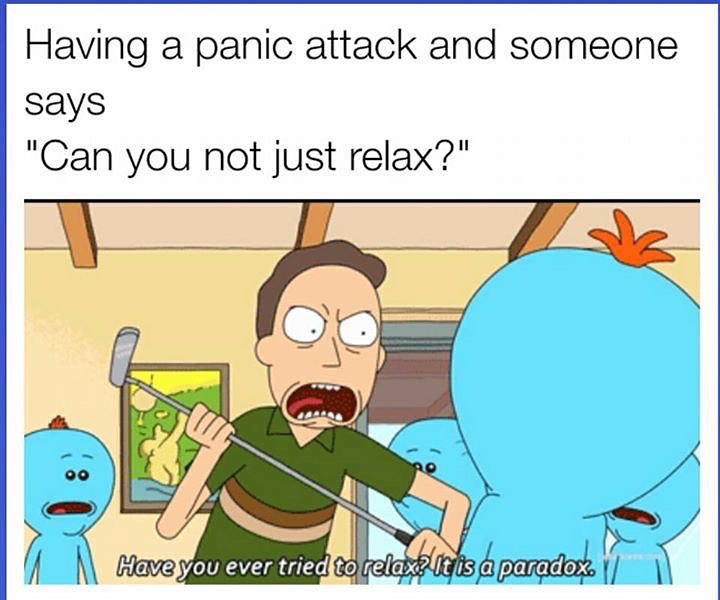 Having a panic attack and someone
says
"Can you not just relax?"
Have you ever tried to relax? It is a paradox.